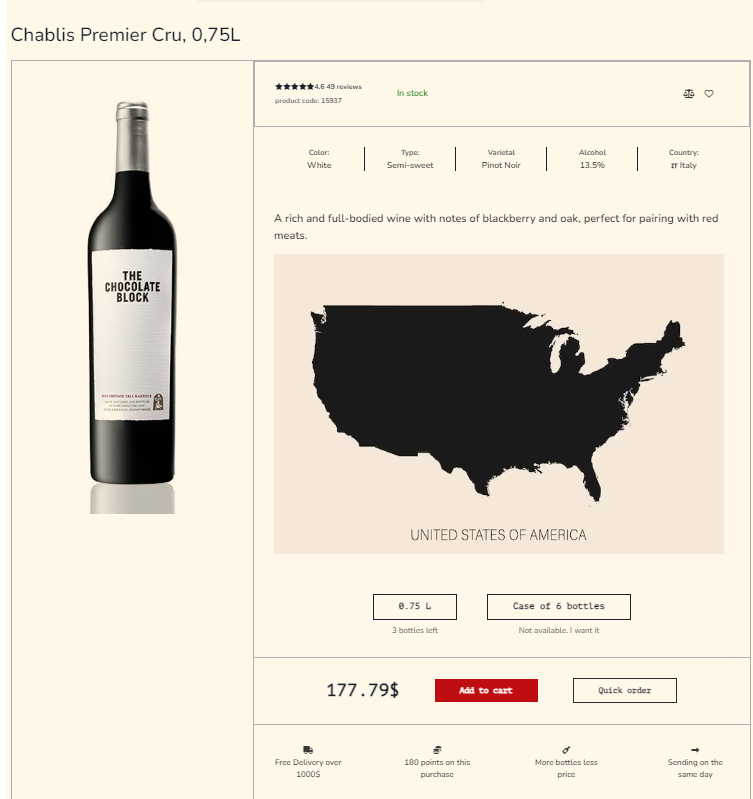 Chablis Premier Cru, 0,75L
THE
CHOCOLATE
BLOCK
★★★★★4.6 49 reviews
product code: 15937
In stock
Color:
White
Type:
Semi-sweet
Varietal
Pinot Noir
Alcohol
13.5%
Country:
IT Italy
A rich and full-bodied wine with notes of blackberry and oak, perfect for pairing with red
meats.
UNITED STATES OF AMERICA
0.75 L
3 bottles left
Case of 6 bottles
Not available. I want it
177.79$
Add to cart
Quick order
Free Delivery over
1000$
180 points on this
purchase
More bottles less
price
Sending on the
same day